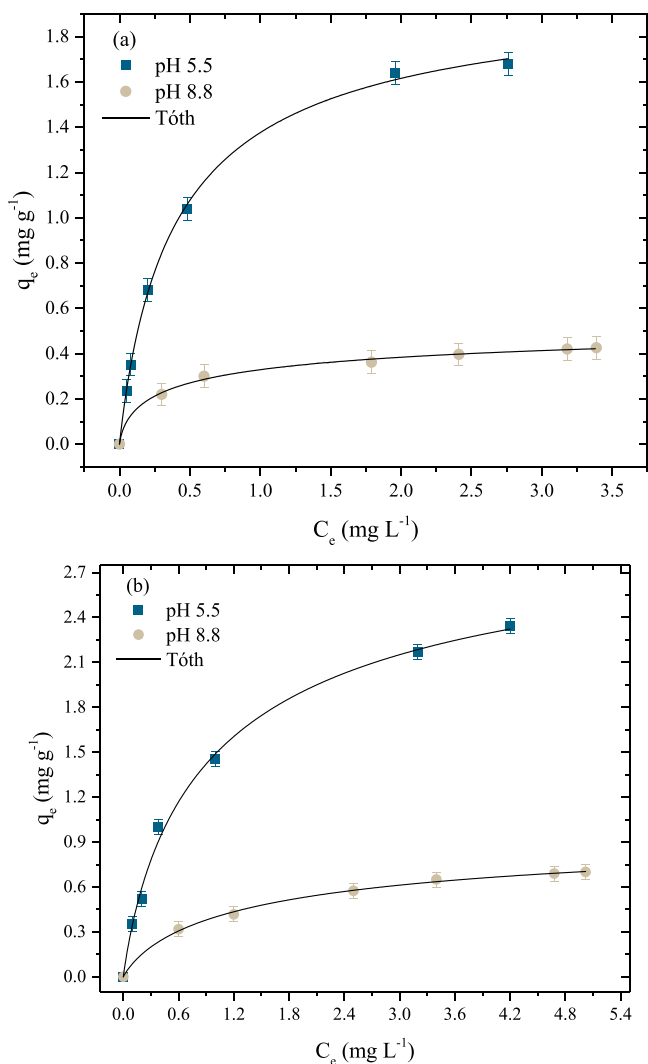 (a)
pH 5.5
pH 8.8
Tóth
1.8
1.6
1.4
1.2
1.0
0.8
0.6
0.4
0.2
0.0
qe (mg g-1)
0.0 0.5 1.0 1.5 2.0 2.5 3.0 3.5
Ce (mg L-1)
(b)
pH 5.5
pH 8.8
Tóth
2.7
2.4
2.1
1.8
1.5
1.2
0.9
0.6
0.3
0.0
qe (mg g-1)
0.0 0.6 1.2 1.8 2.4 3.0 3.6 4.2 4.8 5.4
Ce (mg L-1)